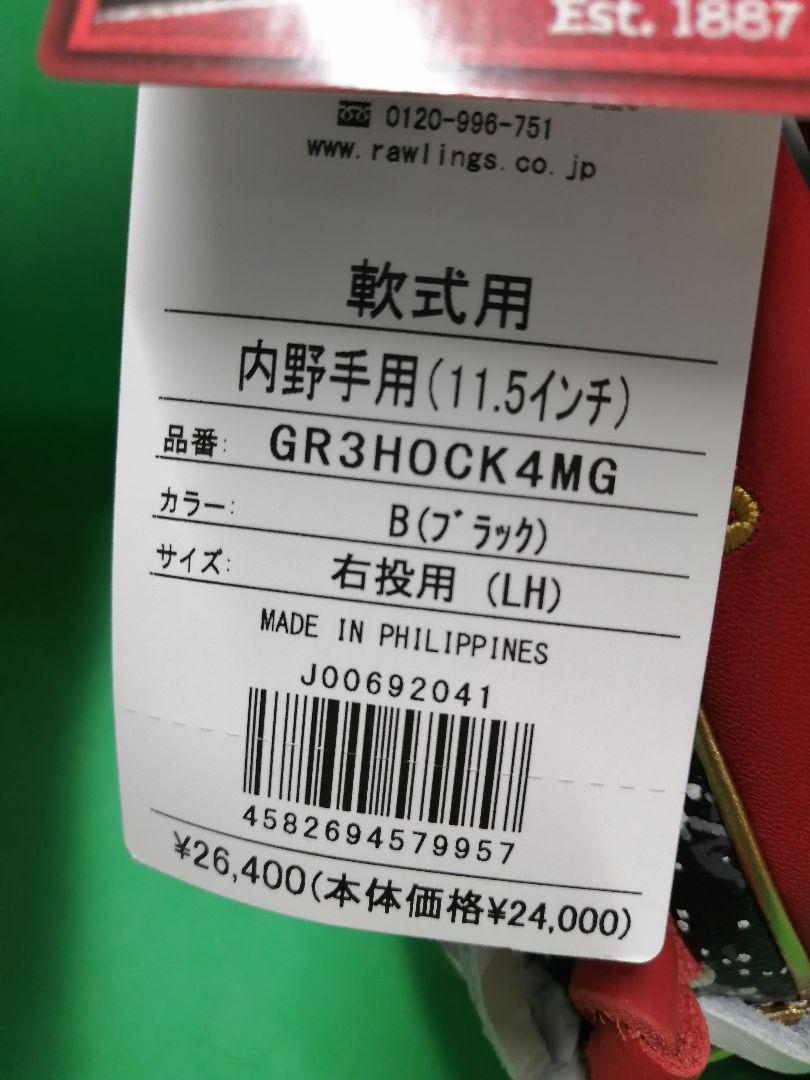 Est. 1887
0120-996-751
www.rawlings.co.jp
軟式用
内野手用(11.5インチ)
品番: GR3HOCK4MG
カラー: B(ブラック)
サイズ: 右投用 (LH)
MADE IN PHILIPPINES
J00692041
4582694579957
¥26,400(本体価格¥24,000)